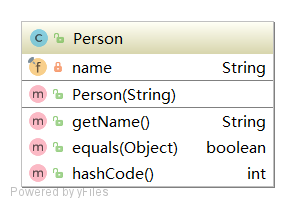 C Person
f name String
m Person(String)
m getName() String
m equals(Object) boolean
m hashCode() int
Powered by yFiles